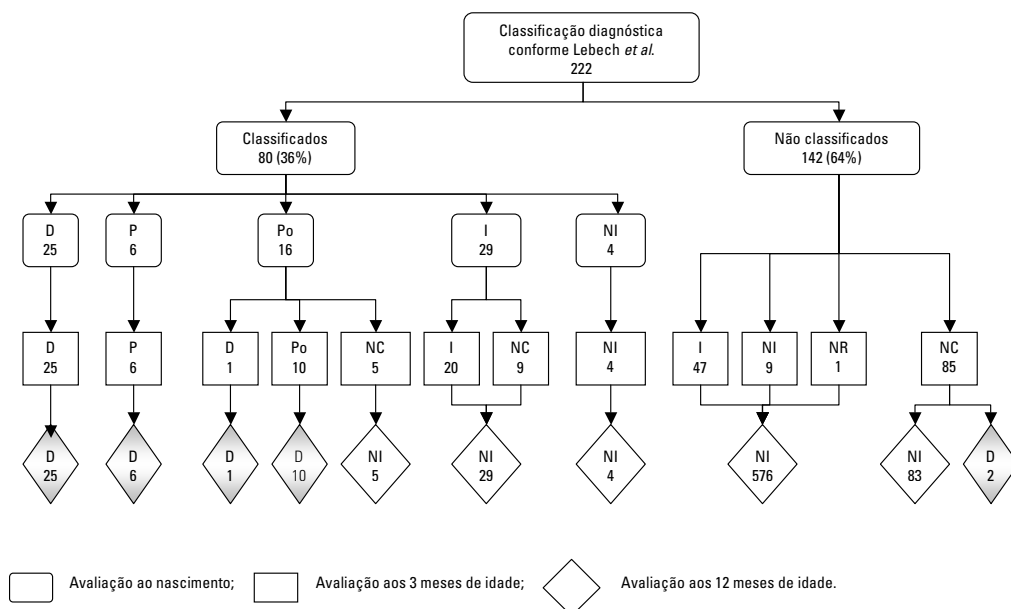 Classificação diagnóstica
conforme Lebech et al.
222
Classificados
80 (36%)
Não classificados
142 (64%)
D
25
P
6
Po
16
I
29
NI
4
D
25
P
6
D
1
Po
10
NC
5
I
20
NC
9
NI
4
I
47
NI
9
NR
1
NC
85
D
25
D
6
D
1
D
10
NI
5
NI
29
NI
4
NI
576
NI
83
D
2
Avaliação ao nascimento;
Avaliação aos 3 meses de idade;
Avaliação aos 12 meses de idade.